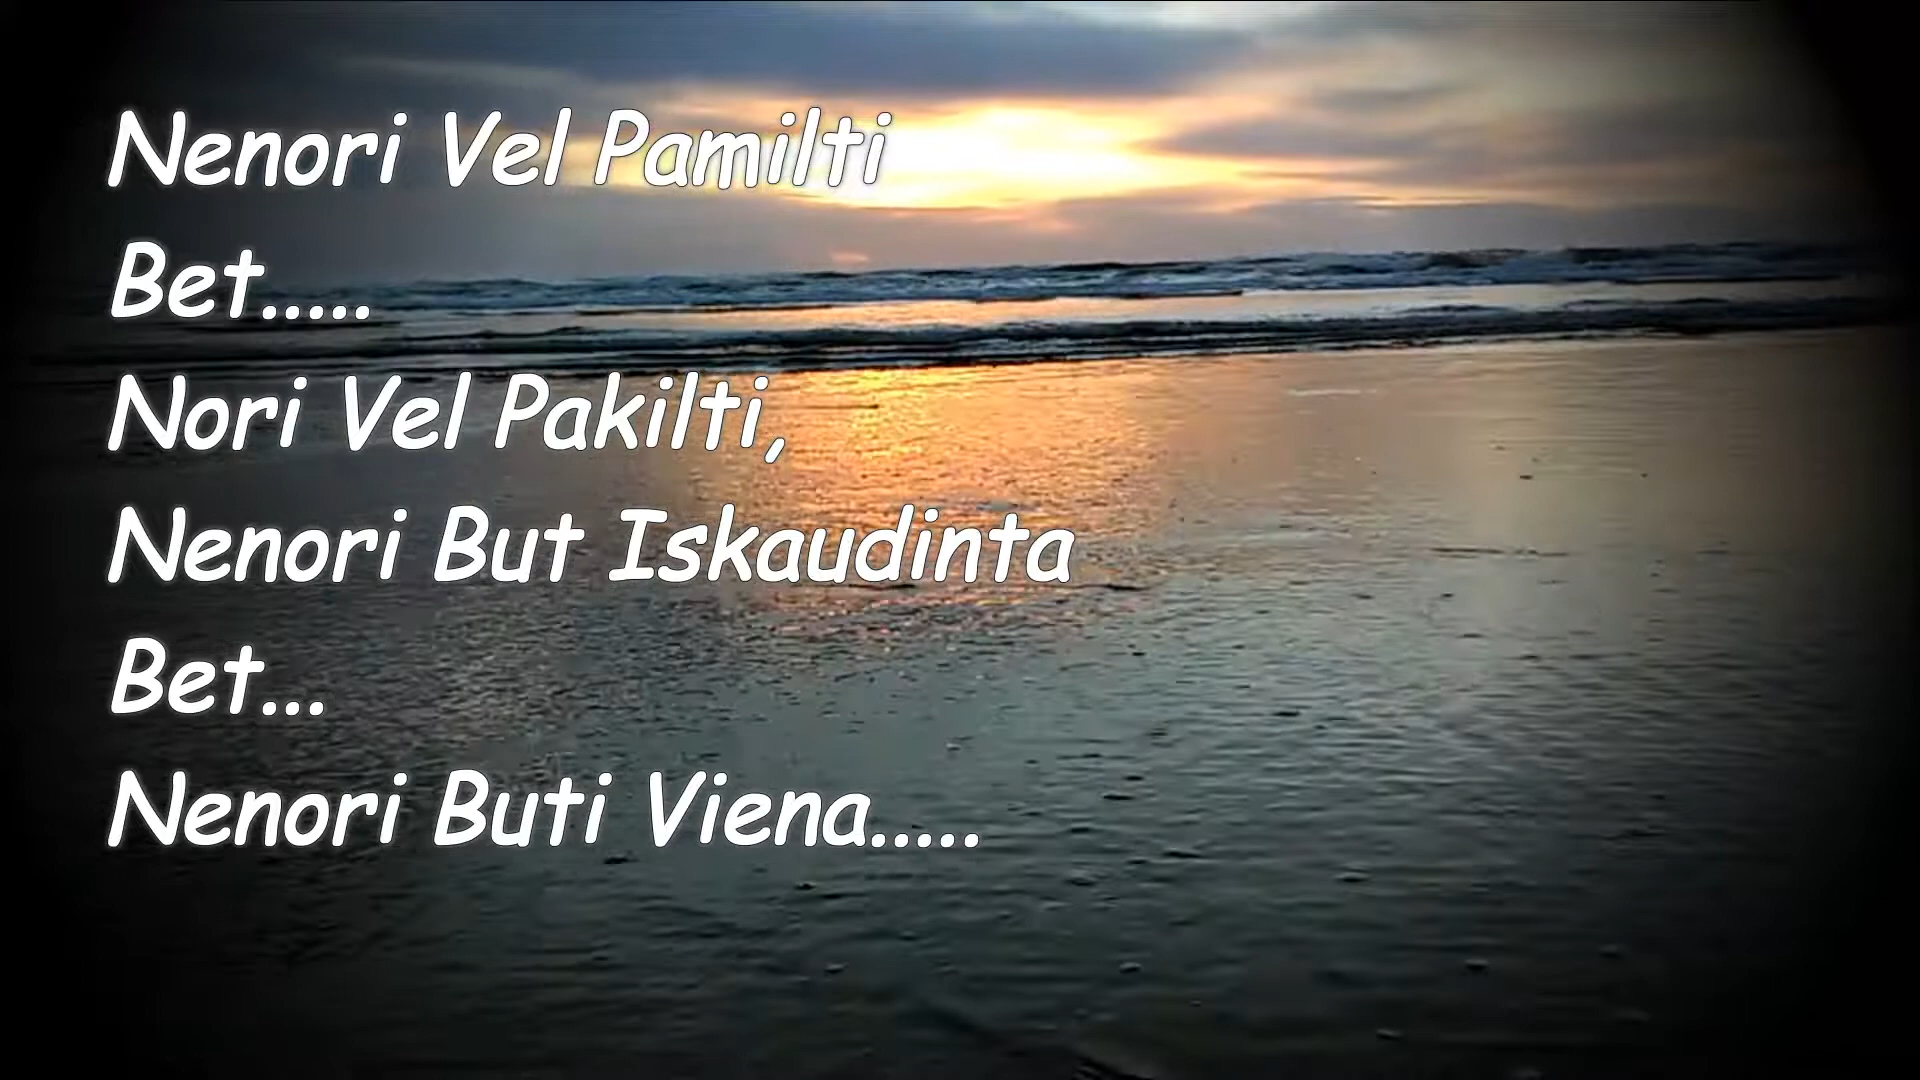 Nenori Vel Pamilti
Bet.....
Nori Vel Pakilti,
Nenori But Iskaudinta
Bet...
Nenori Buti Viena.....